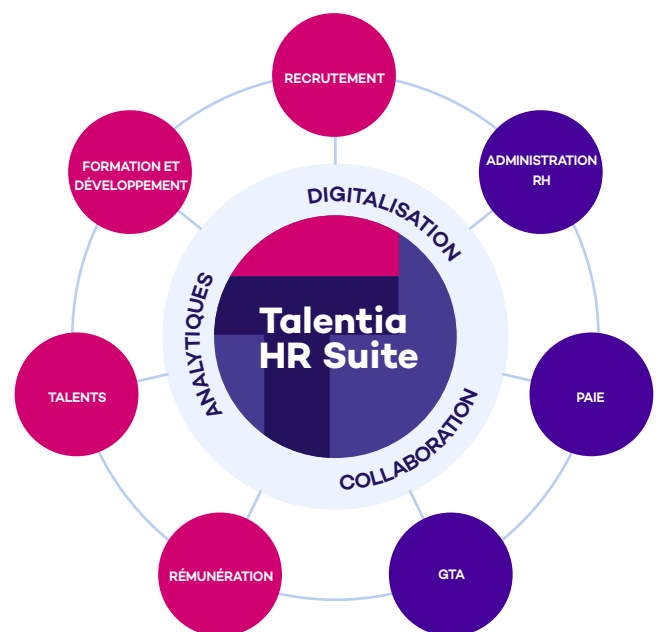 RECRUTEMENT
ADMINISTRATION
RH
PAIE
GTA
RÉMUNÉRATION
TALENTS
FORMATION ET
DÉVELOPPEMENT
DIGITALISATION
COLLABORATION
ANALYTIQUES
Talentia
HR Suite